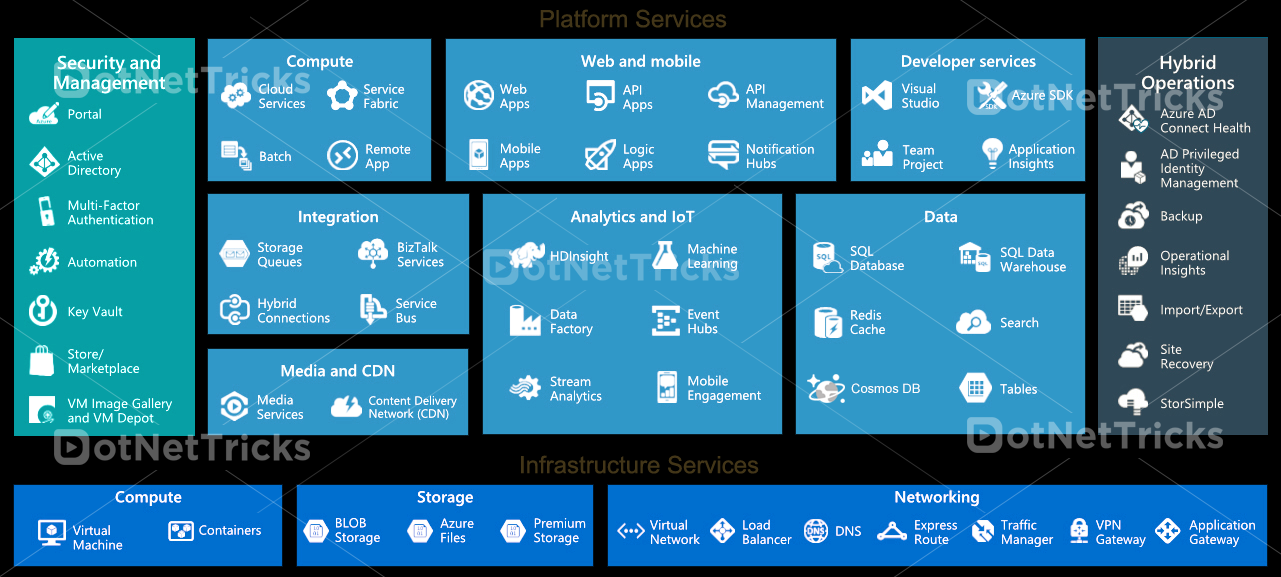 Platform Services
Security and
Management
Portal
Active
Directory
Multi-Factor
Authentication
Automation
Key Vault
Store/
Marketplace
VM Image Gallery
and VM Depot
Compute
Cloud
Services
Service
Fabric
Batch
Remote
App
Web and mobile
Web
Apps
API
Apps
API
Management
Mobile
Apps
Logic
Apps
Notification
Hubs
Developer services
Visual
Studio
SDK
Azure SDK
Team
Project
Application
Insights
Hybrid
Operations
Azure AD
Connect Health
AD Privileged
Identity
Management
Backup
Operational
Insights
Import/Export
Site
Recovery
StorSimple
Integration
Storage
Queues
BizTalk
Services
Hybrid
Connections
Service
Bus
Media and CDN
Media
Services
Content Delivery
Network (CDN)
Analytics and IoT
HDInsight
Machine
Learning
Data
Factory
Event
Hubs
Stream
Analytics
Mobile
Engagement
Data
SQL
SQL
Database
SQL
SQL Data
Warehouse
Redis
Cache
Search
Cosmos DB
Tables
DotNetTricks
DotNetTricks
DotNetTricks
DotNetTricks
DotNetTricks
Infrastructure Services
Compute
Virtual
Machine
Containers
Storage
BLOB
Storage
Azure
Files
Premium
Storage
Networking
Virtual
Network
Load
Balancer
DNS
DNS
Express
Route
Traffic
Manager
VPN
Gateway
Application
Gateway